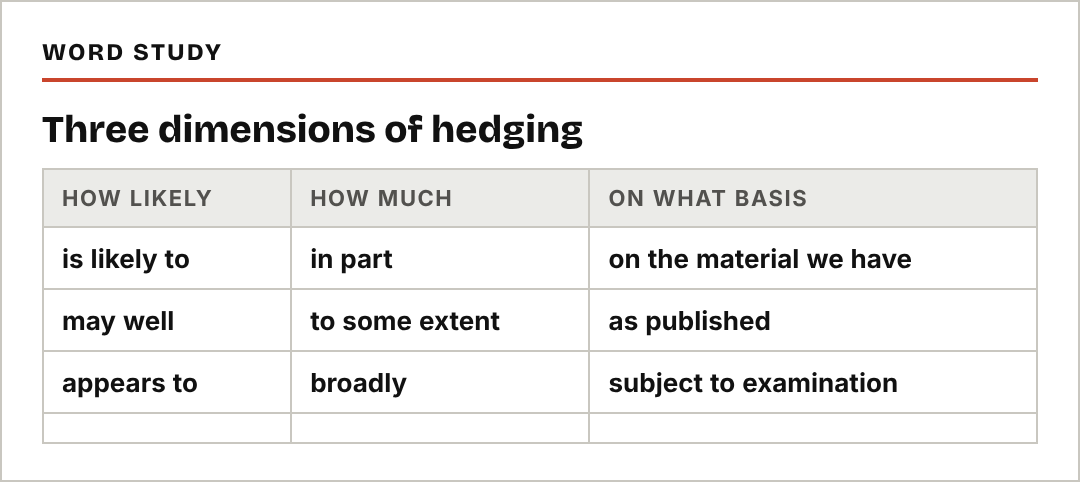 WORD STUDY
Three dimensions of hedging
HOW LIKELY HOW MUCH ON WHAT BASIS
is likely to in part on the material we have
may well to some extent as published
appears to broadly subject to examination